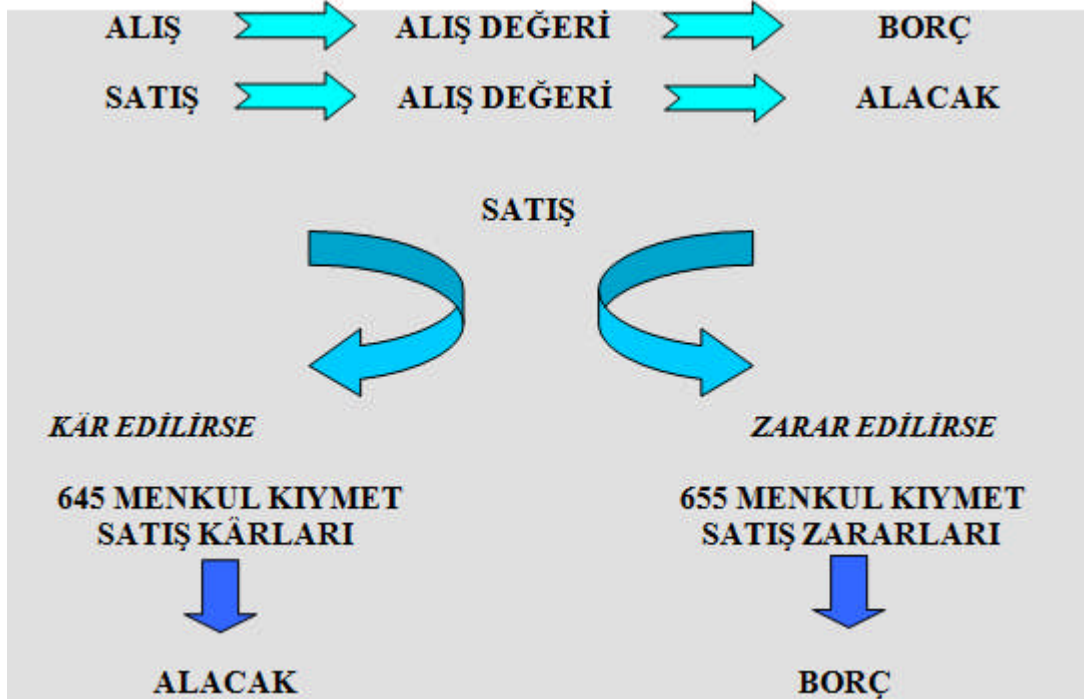 ALIŞ ALIŞ DEĞERİ BORÇ
SATIŞ ALIŞ DEĞERİ ALACAK
SATIŞ
KÄR EDİLİRSE ZARAR EDİLİRSE
645 MENKUL KIYMET
SATIŞ KÂRLARI
655 MENKUL KIYMET
SATIŞ ZARARLARI
ALACAK BORÇ